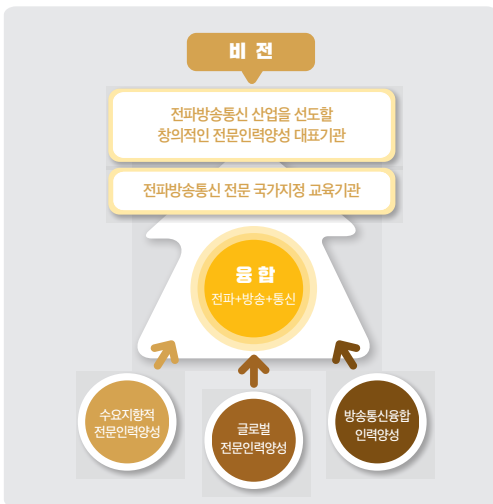 비 전
전파방송통신 산업을 선도할
창의적인 전문인력양성 대표기관
전파방송통신 전문 국가지정 교육기관
융 합
전파+방송+통신
수요지향적
전문인력양성
글로벌
전문인력양성
방송통신융합
인력양성